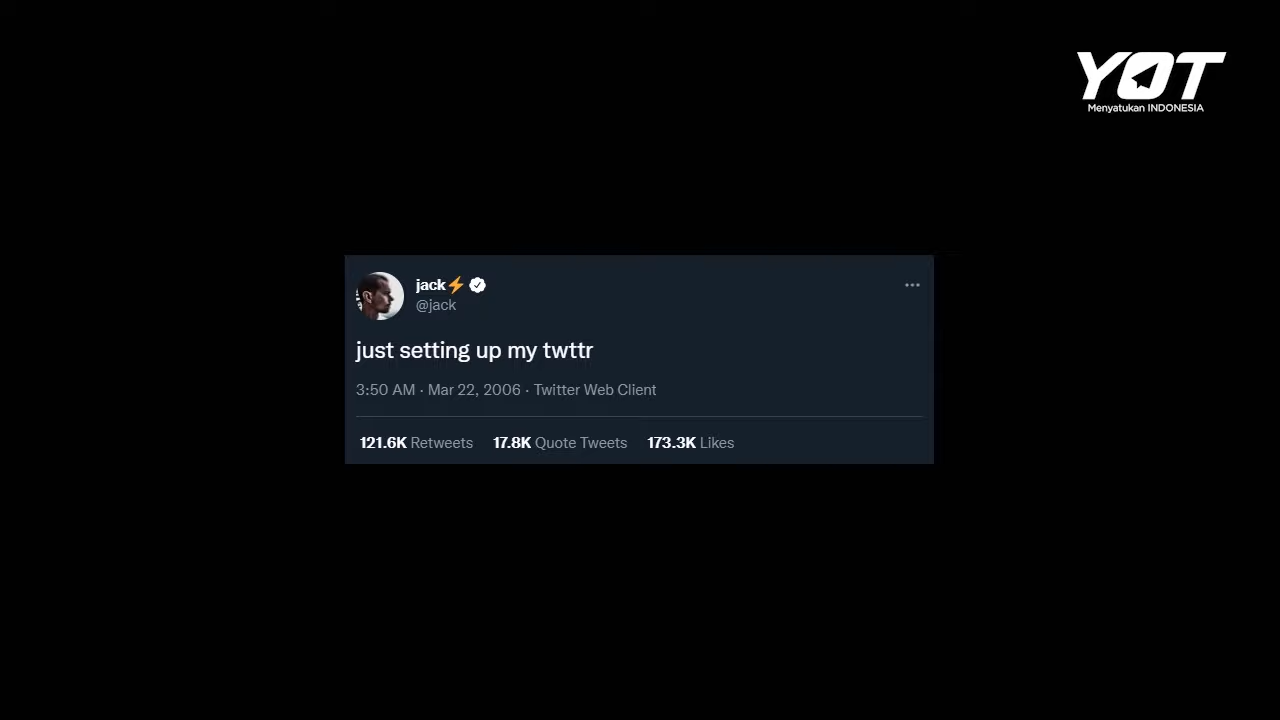 YOT
Menyatukan INDONESIA
jack⚡
@jack
just setting up my twttr
3:50 AM · Mar 22, 2006 · Twitter Web Client
121.6K Retweets 17.8K Quote Tweets 173.3K Likes